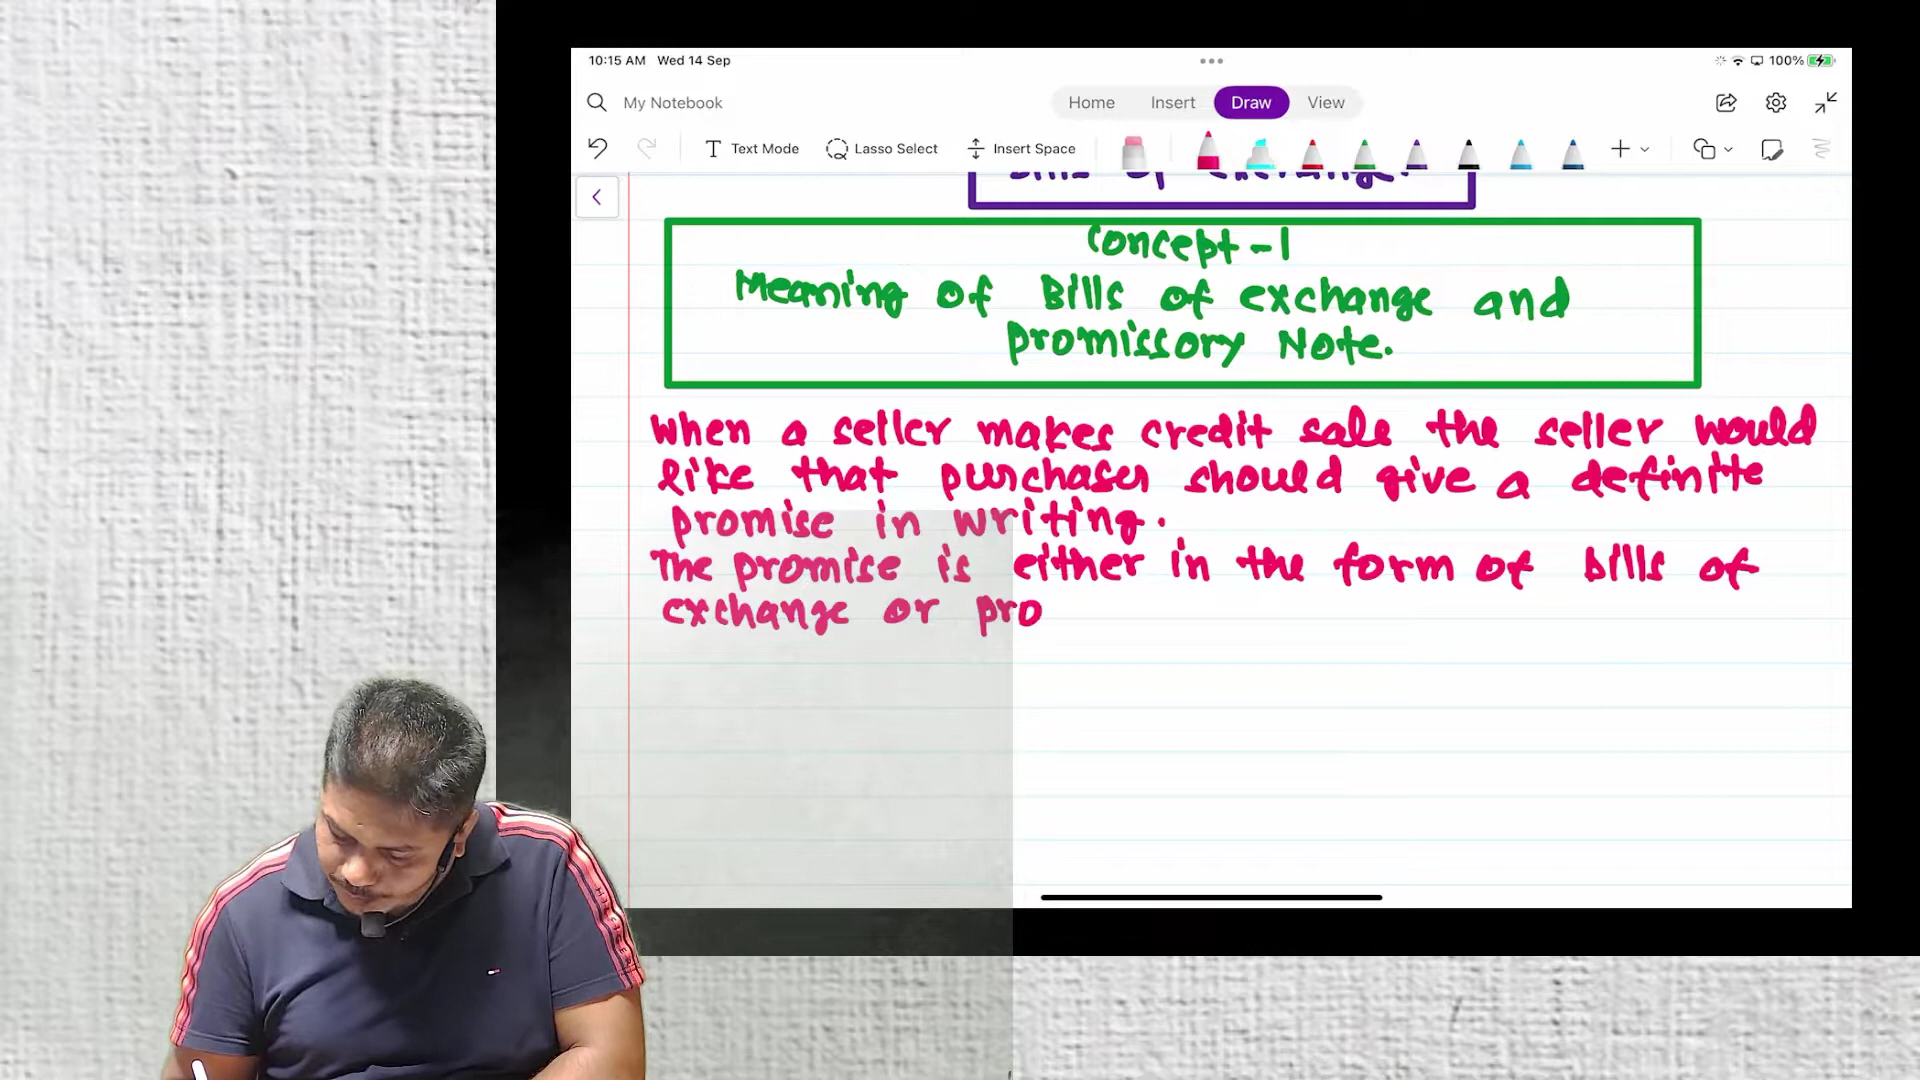 10:15 AM Wed 14 Sep
100%
My Notebook
Home Insert Draw View
Text Mode Lasso Select Insert Space
Bills of exchange.
Concept-1
Meaning of Bills of exchange and
promissory Note.
When a seller makes credit sale the seller would
like that purchaser should give a definite
promise in writing.
The promise is either in the form of bills of
exchange or pro